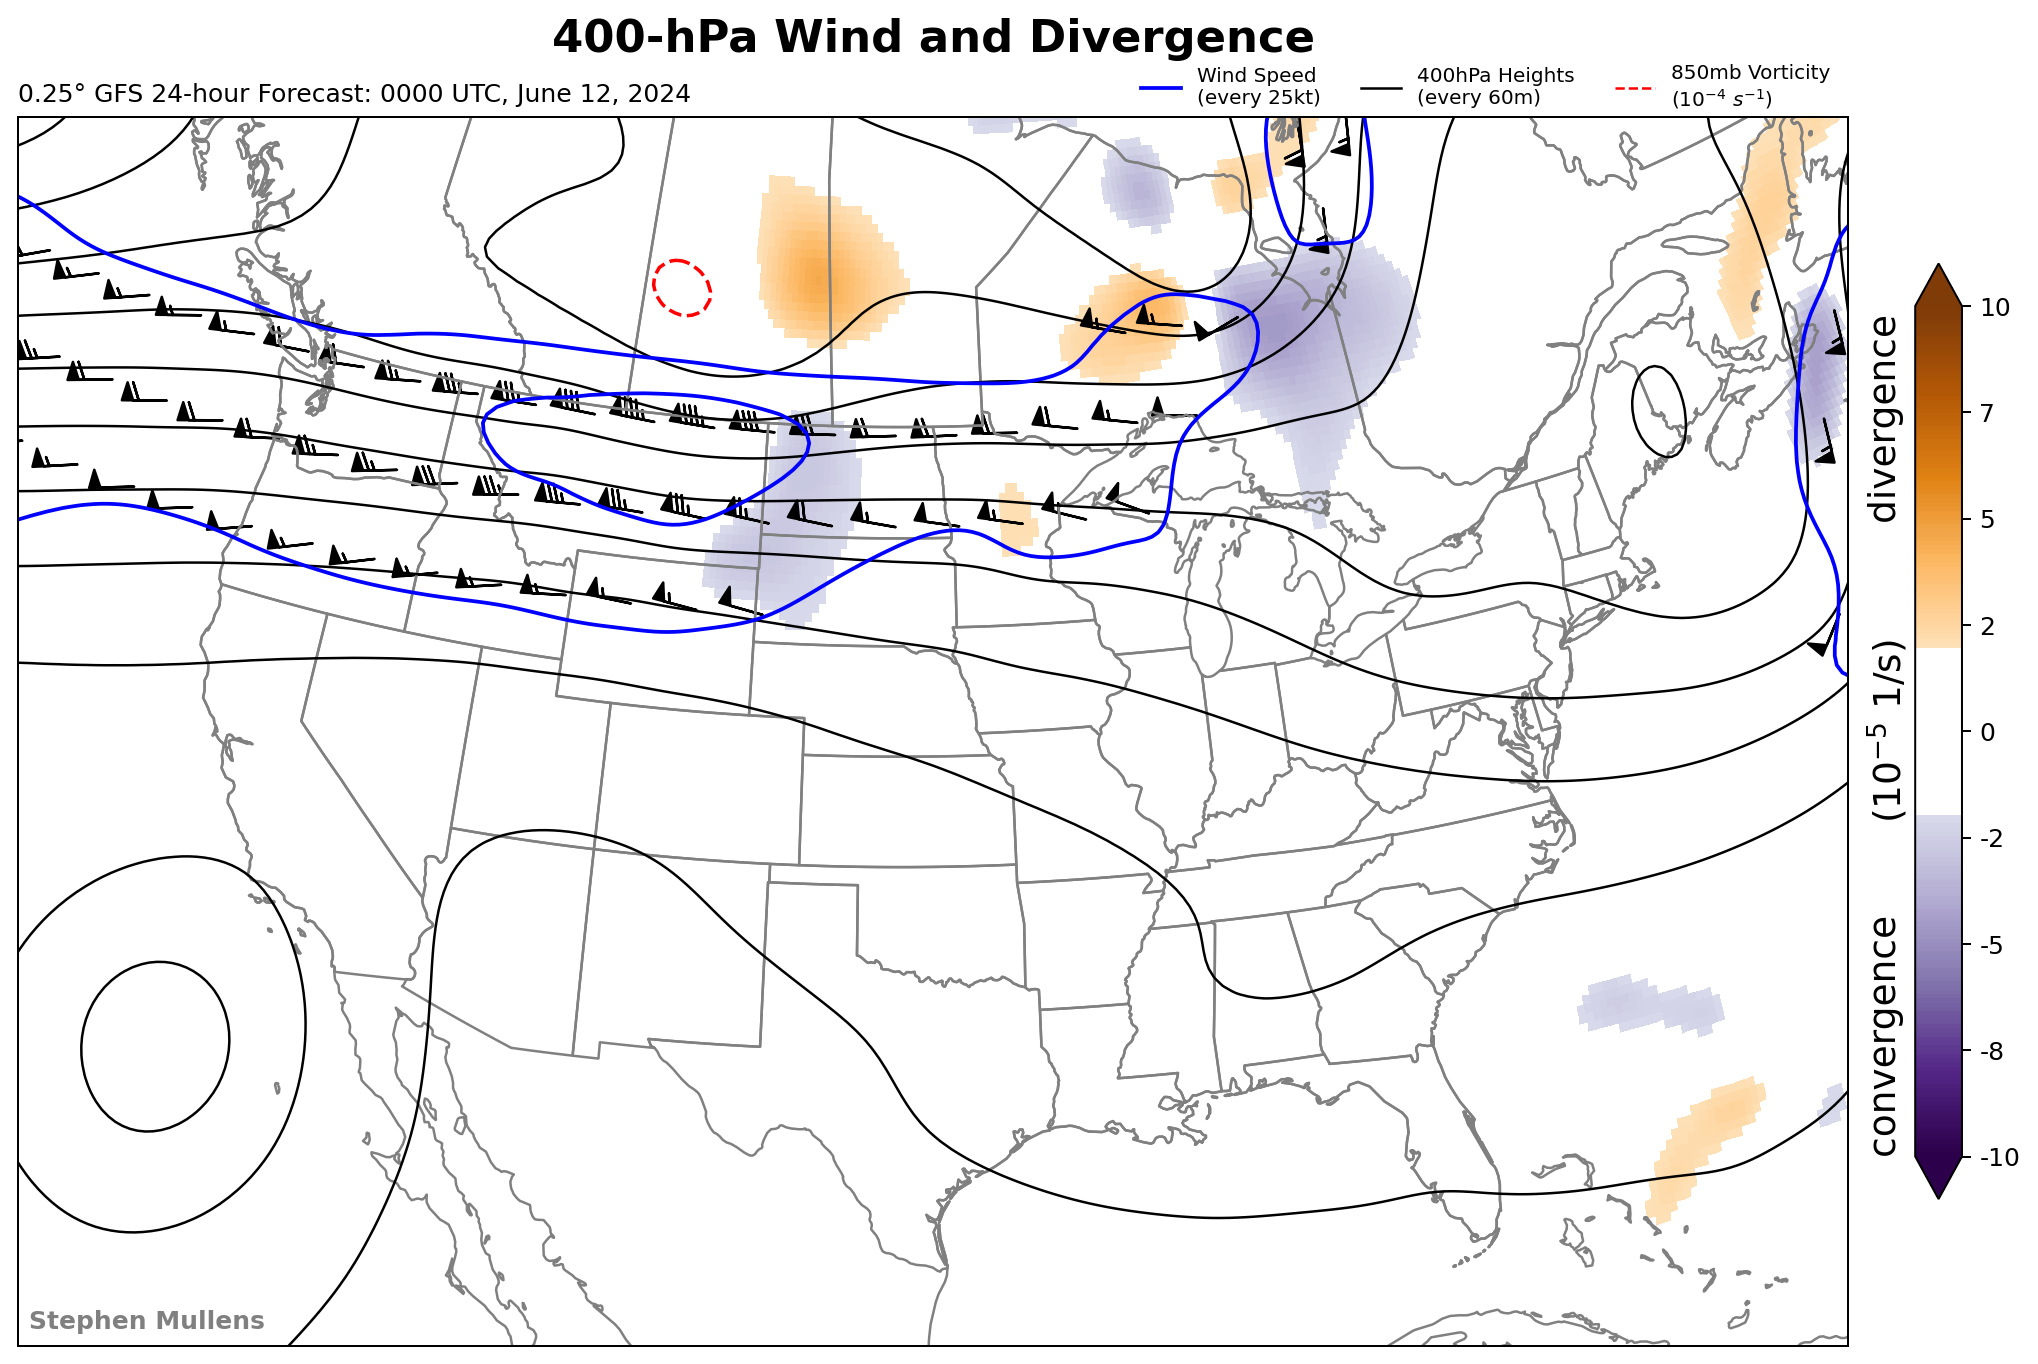 400-hPa Wind and Divergence
0.25° GFS 24-hour Forecast: 0000 UTC, June 12, 2024
Wind Speed
(every 25kt)
400hPa Heights
(every 60m)
850mb Vorticity
(10⁻⁴ s⁻¹)
10
7
5
2
0
-2
-5
-8
-10
convergence (10⁻⁵ 1/s) divergence
Stephen Mullens